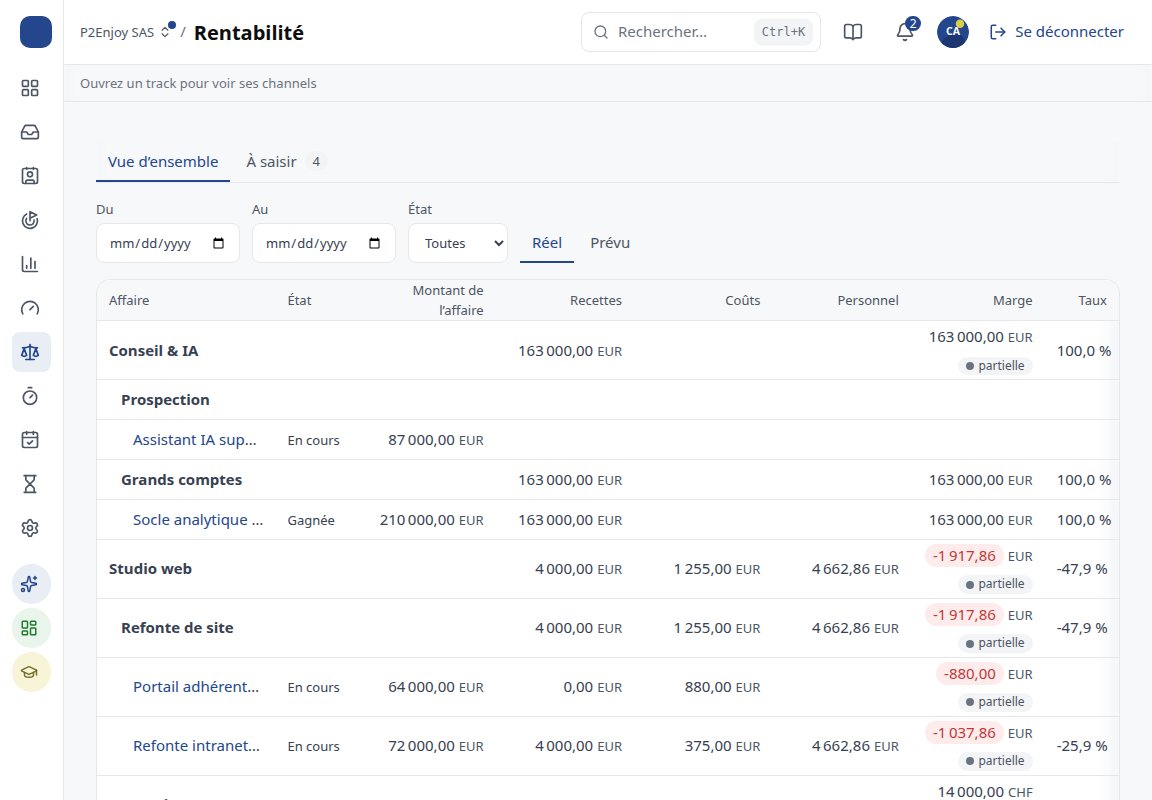 P2Enjoy SAS / Rentabilité
Rechercher... Ctrl+K
2
CA
Se déconnecter
Ouvrez un track pour voir ses channels
Vue d’ensemble À saisir 4
Du Au État
mm/dd/yyyy mm/dd/yyyy Toutes Réel Prévu
Affaire État Montant de l’affaire Recettes Coûts Personnel Marge Taux
Conseil & IA 163 000,00 EUR 163 000,00 EUR 100,0 %
partielle
Prospection
Assistant IA sup... En cours 87 000,00 EUR
Grands comptes 163 000,00 EUR 163 000,00 EUR 100,0 %
Socle analytique ... Gagnée 210 000,00 EUR 163 000,00 EUR 163 000,00 EUR 100,0 %
Studio web 4 000,00 EUR 1 255,00 EUR 4 662,86 EUR -1 917,86 EUR -47,9 %
partielle
Refonte de site 4 000,00 EUR 1 255,00 EUR 4 662,86 EUR -1 917,86 EUR -47,9 %
partielle
Portail adhérent... En cours 64 000,00 EUR 0,00 EUR 880,00 EUR -880,00 EUR
partielle
Refonte intranet... En cours 72 000,00 EUR 4 000,00 EUR 375,00 EUR 4 662,86 EUR -1 037,86 EUR -25,9 %
partielle
14 000,00 CHF